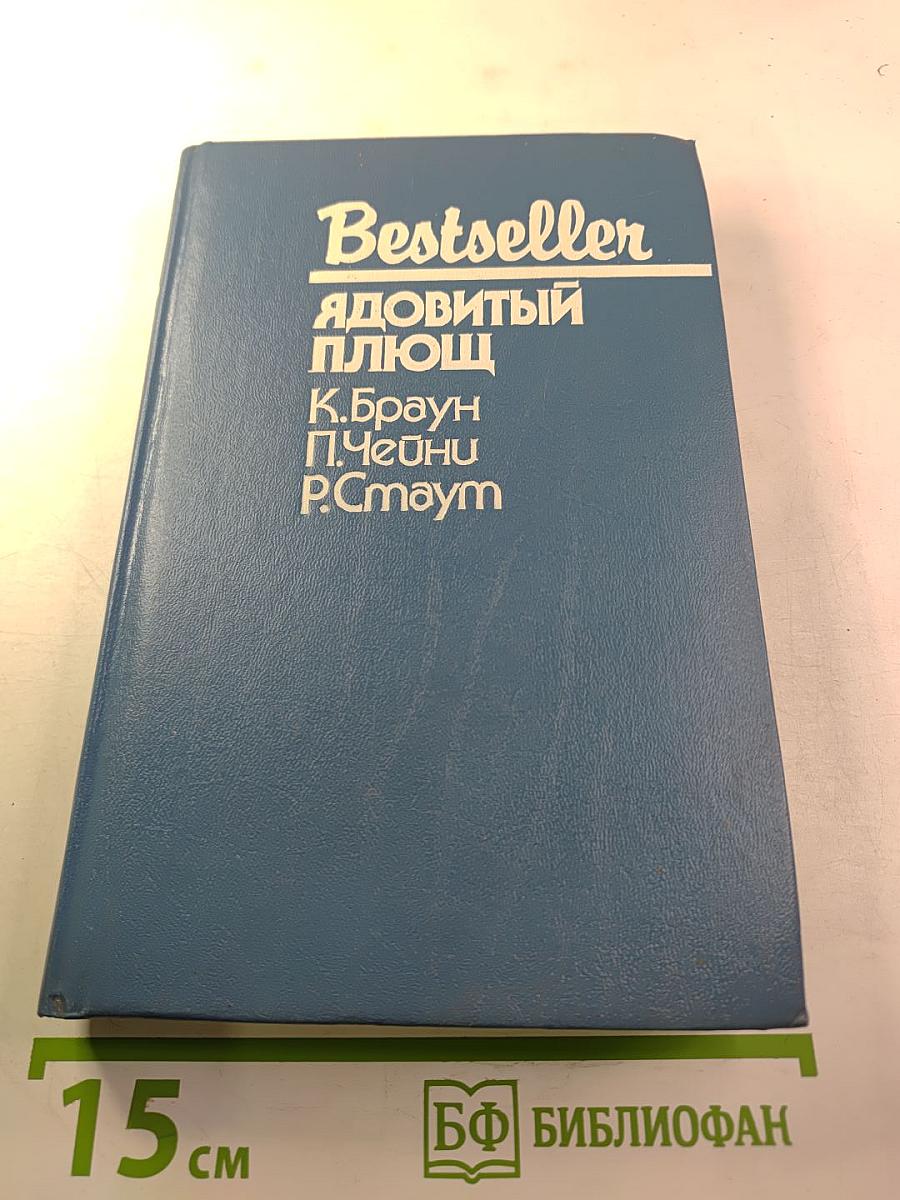 Bestseller
ЯДОВИТЫЙ
ПЛЮЩ
К.Браун
П.Чейни
Р.Стаут
15 см
БФ БИБЛИОФАН